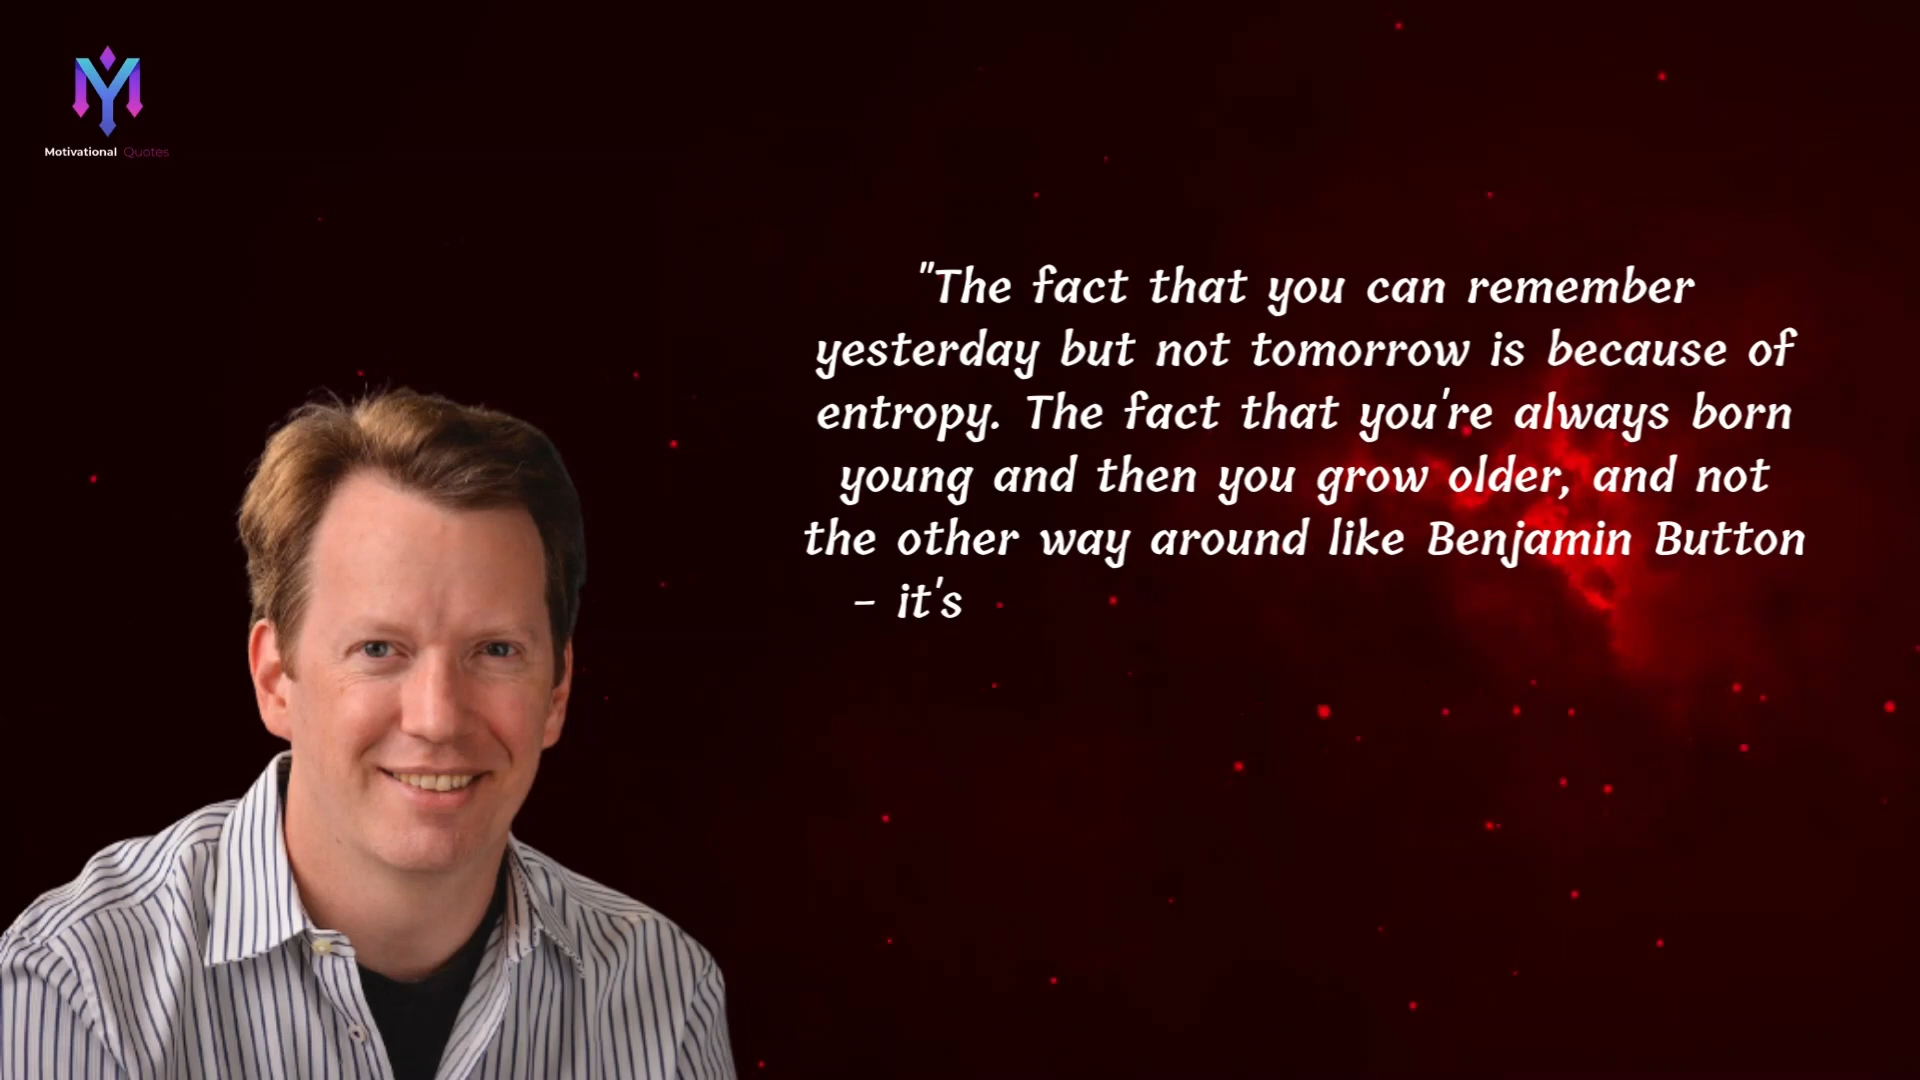 Motivational Quotes
"The fact that you can remember
yesterday but not tomorrow is because of
entropy. The fact that you're always born
young and then you grow older, and not
the other way around like Benjamin Button
– it's